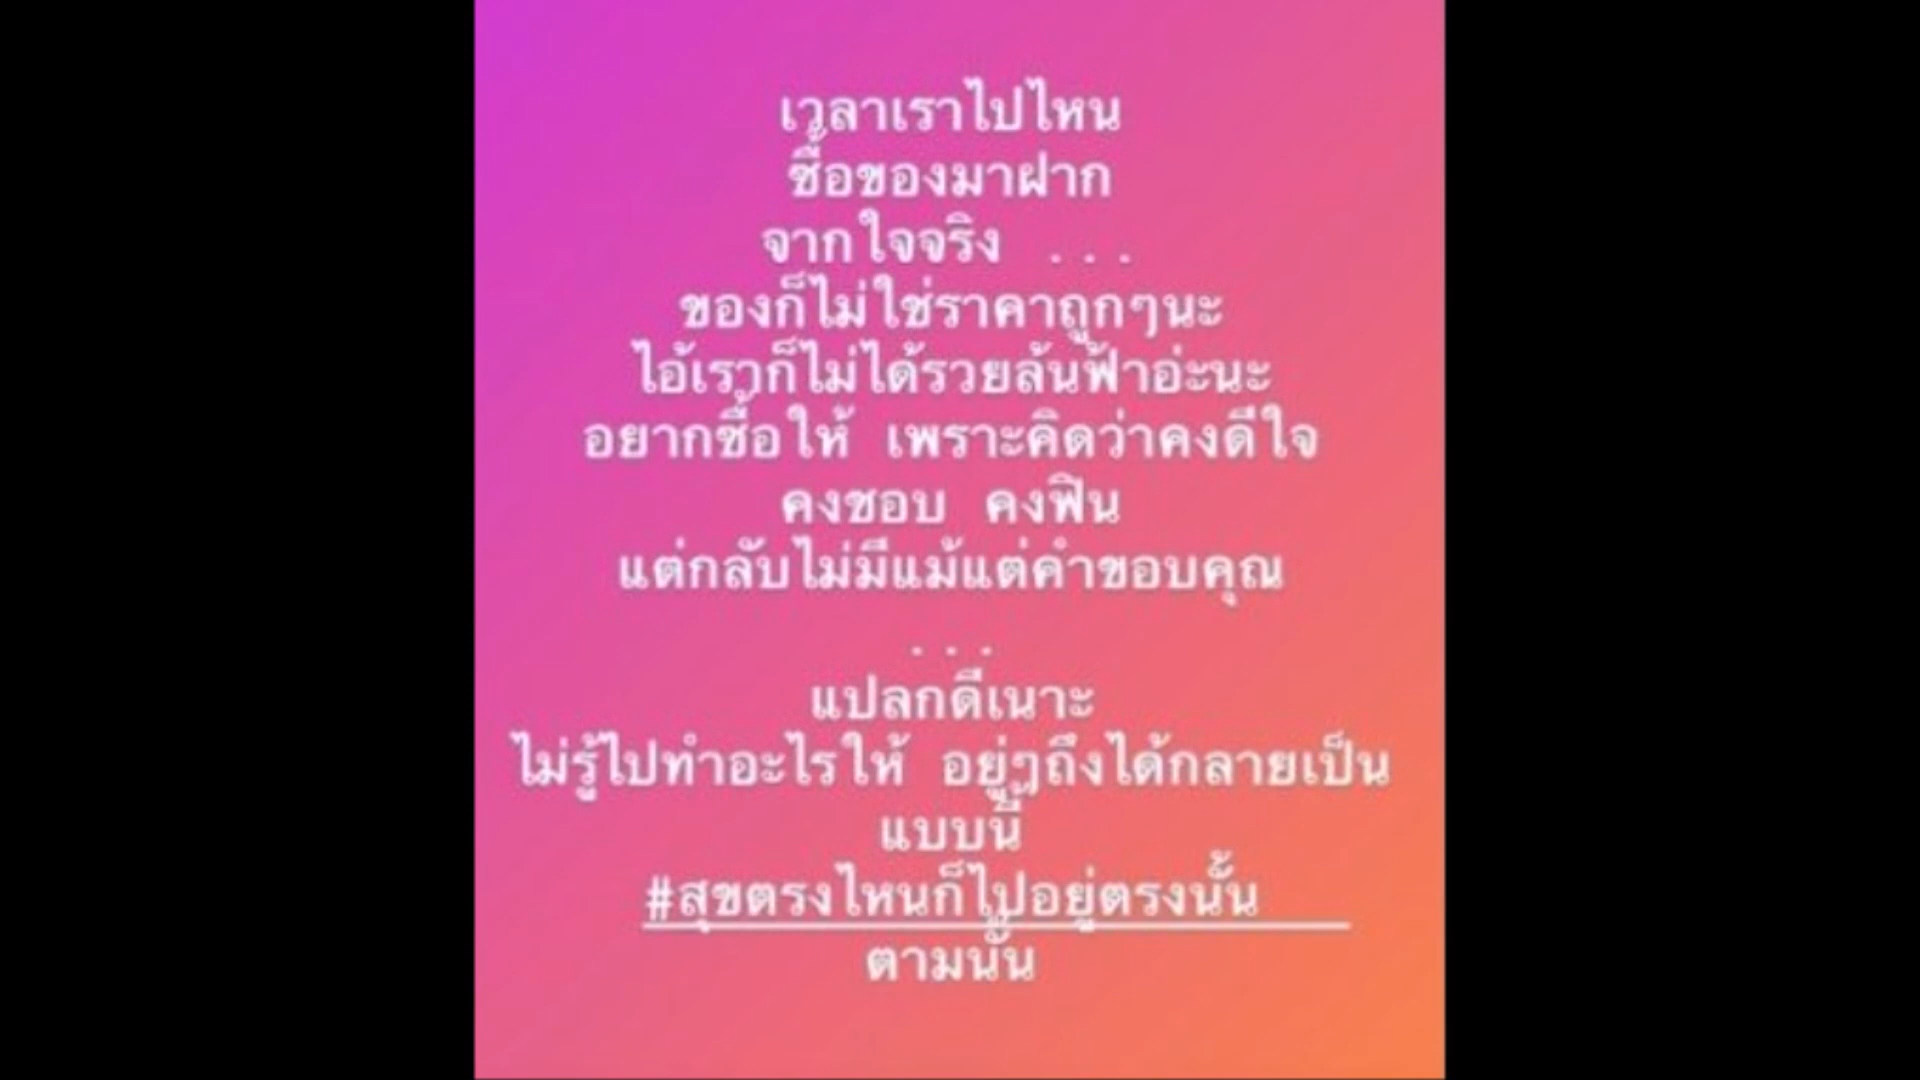 เวลาเราไปไหน
ซื้อของมาฝาก
จากใจจริง ...
ของก็ไม่ใช่ราคาถูกๆนะ
ไอ้เราก็ไม่ได้รวยล้นฟ้าอ่ะนะ
อยากซื้อให้ เพราะคิดว่าคงดีใจ
คงชอบ คงฟิน
แต่กลับไม่มีแม้แต่คำขอบคุณ
...
แปลกดีเนาะ
ไม่รู้ไปทำอะไรให้ อยู่ๆถึงได้กลายเป็น
แบบนี้
#สุขตรงไหนก็ไปอยู่ตรงนั้น
ตามนั้น